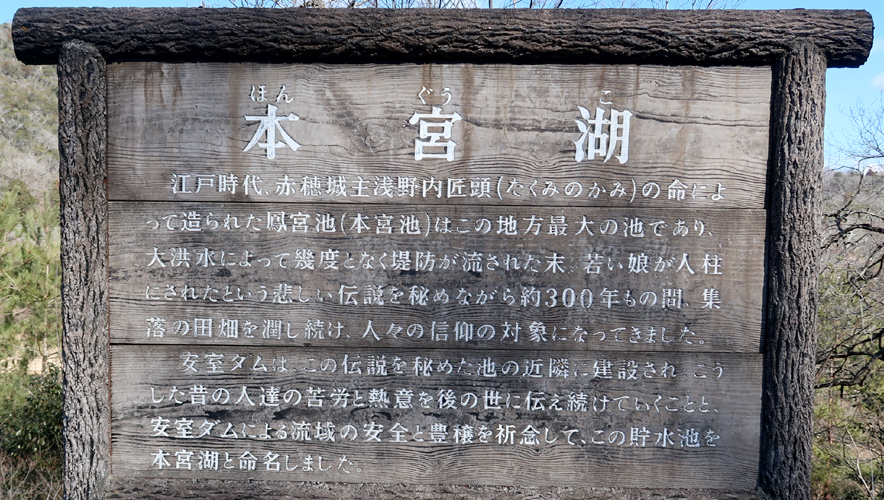 ほんぐうこ
本宮湖
江戸時代、赤穂城主浅野内匠頭(たくみのかみ)の命によ
って造られた鳳宮池(本宮池)はこの地方最大の池であり、
大洪水によって幾度となく堤防が流された末、若い娘が人柱
にされたという悲しい伝説を秘めながら約300年もの間、集
落の田畑を潤し続け、人々の信仰の対象になってきました。
安室ダムは、この伝説を秘めた池の近隣に建設され、こう
した昔の人達の苦労と熱意を後の世に伝え続けていくことと、
安室ダムによる流域の安全と豊穣を祈念して、この貯水池を
本宮湖と命名しました。